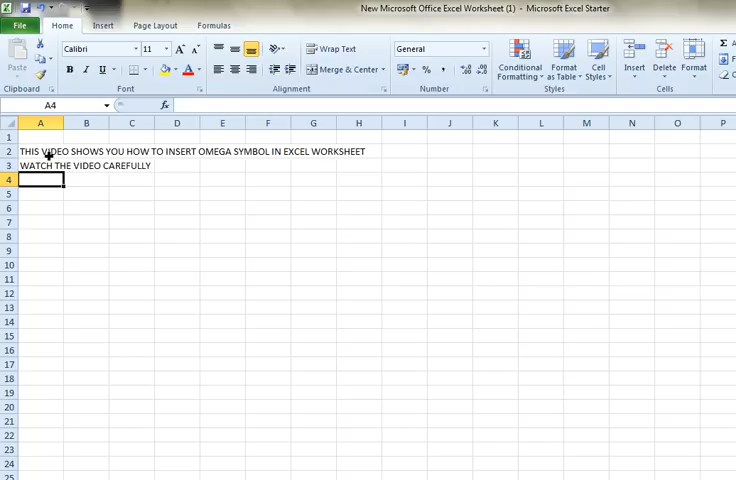 New Microsoft Office Excel Worksheet (1) - Microsoft Excel Starter
File Home Insert Page Layout Formulas
Calibri 11 A A Wrap Text General Conditional Format Cell Insert Delete Format
Paste B I U A Merge & Center % , .0 .00 Formatting as Table Styles
Clipboard Font Alignment Number Styles Cells
A4 fx
A B C D E F G H I J K L M N O P
1
2 THIS VIDEO SHOWS YOU HOW TO INSERT OMEGA SYMBOL IN EXCEL WORKSHEET
3 WATCH THE VIDEO CAREFULLY
4
5
6
7
8
9
10
11
12
13
14
15
16
17
18
19
20
21
22
23
24
25